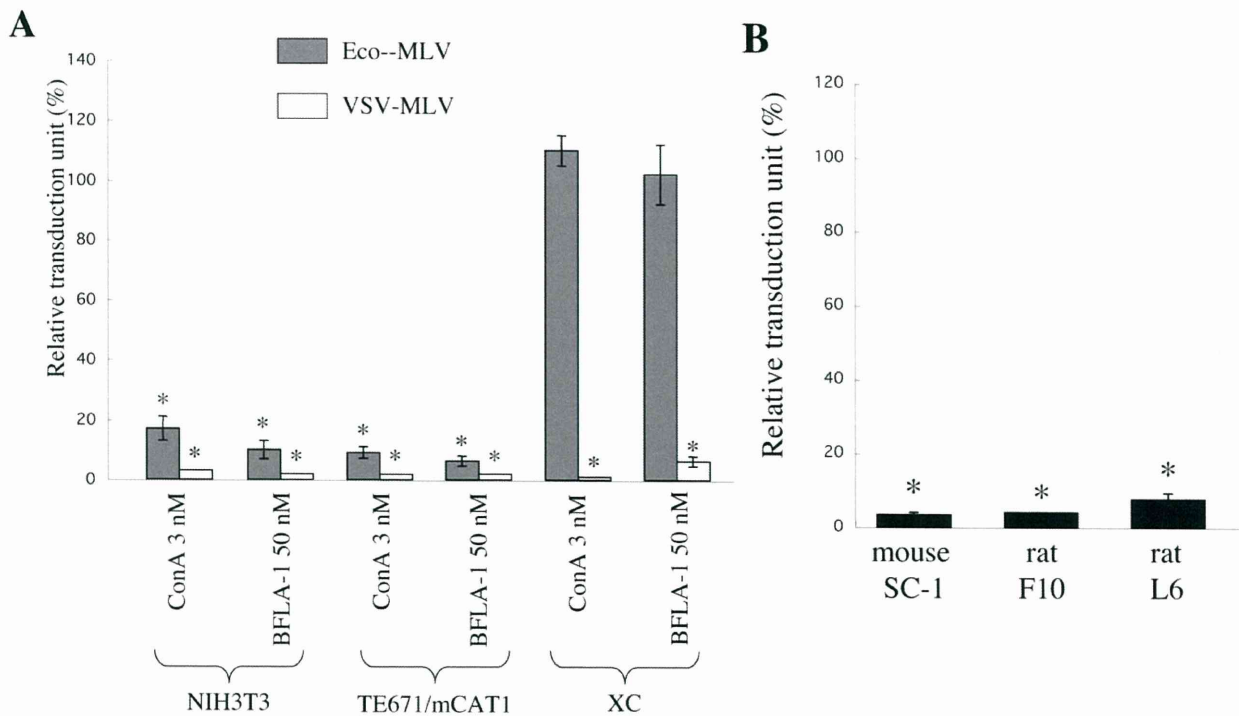 A
Eco--MLV
VSV-MLV
Relative transduction unit (%)
140
120
100
80
60
40
20
0
*
*
*
*
*
*
*
*
*
*
ConA 3 nM
BFLA-1 50 nM
ConA 3 nM
BFLA-1 50 nM
ConA 3 nM
BFLA-1 50 nM
NIH3T3
TE671/mCAT1
XC
B
Relative transduction unit (%)
120
100
80
60
40
20
0
*
*
*
mouse
SC-1
rat
F10
rat
L6